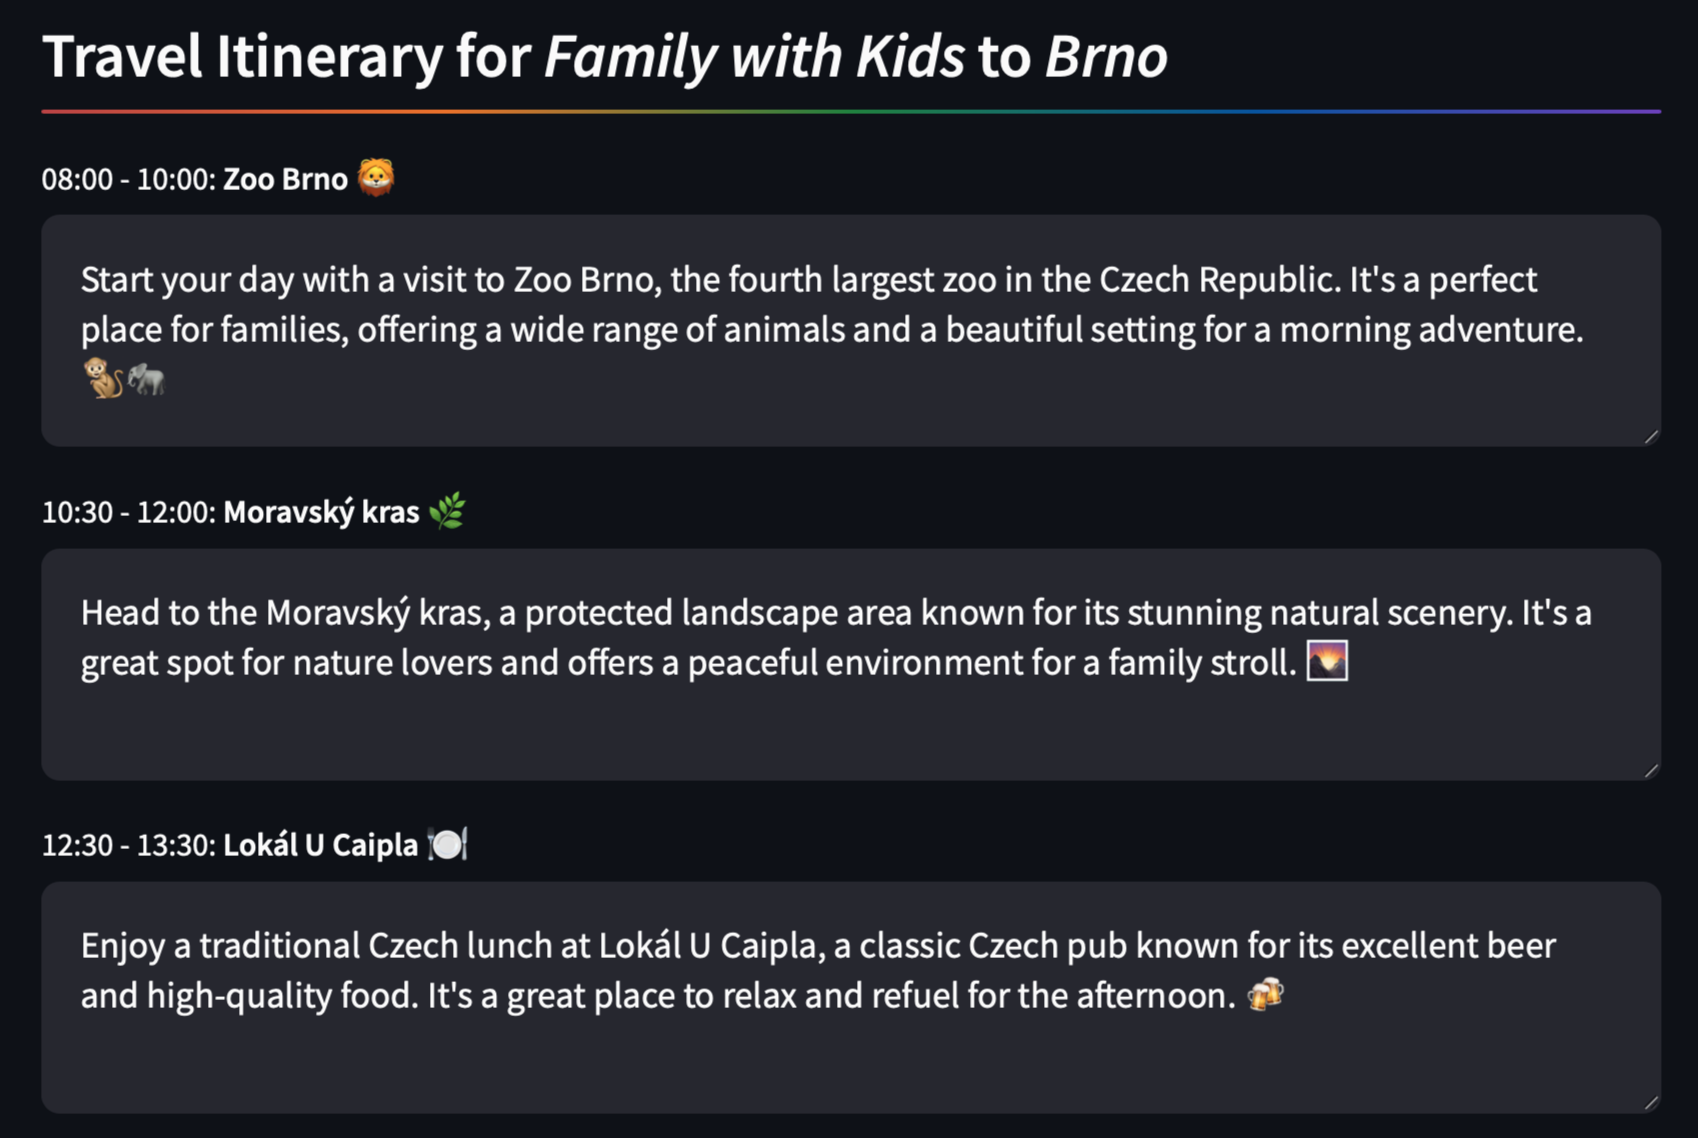 Travel Itinerary for Family with Kids to Brno
08:00 - 10:00: Zoo Brno 🦁
Start your day with a visit to Zoo Brno, the fourth largest zoo in the Czech Republic. It's a perfect
place for families, offering a wide range of animals and a beautiful setting for a morning adventure.
🐒🐘
10:30 - 12:00: Moravský kras 🌿
Head to the Moravský kras, a protected landscape area known for its stunning natural scenery. It's a
great spot for nature lovers and offers a peaceful environment for a family stroll. 🌄
12:30 - 13:30: Lokál U Caipla 🍽️
Enjoy a traditional Czech lunch at Lokál U Caipla, a classic Czech pub known for its excellent beer
and high-quality food. It's a great place to relax and refuel for the afternoon. 🍻